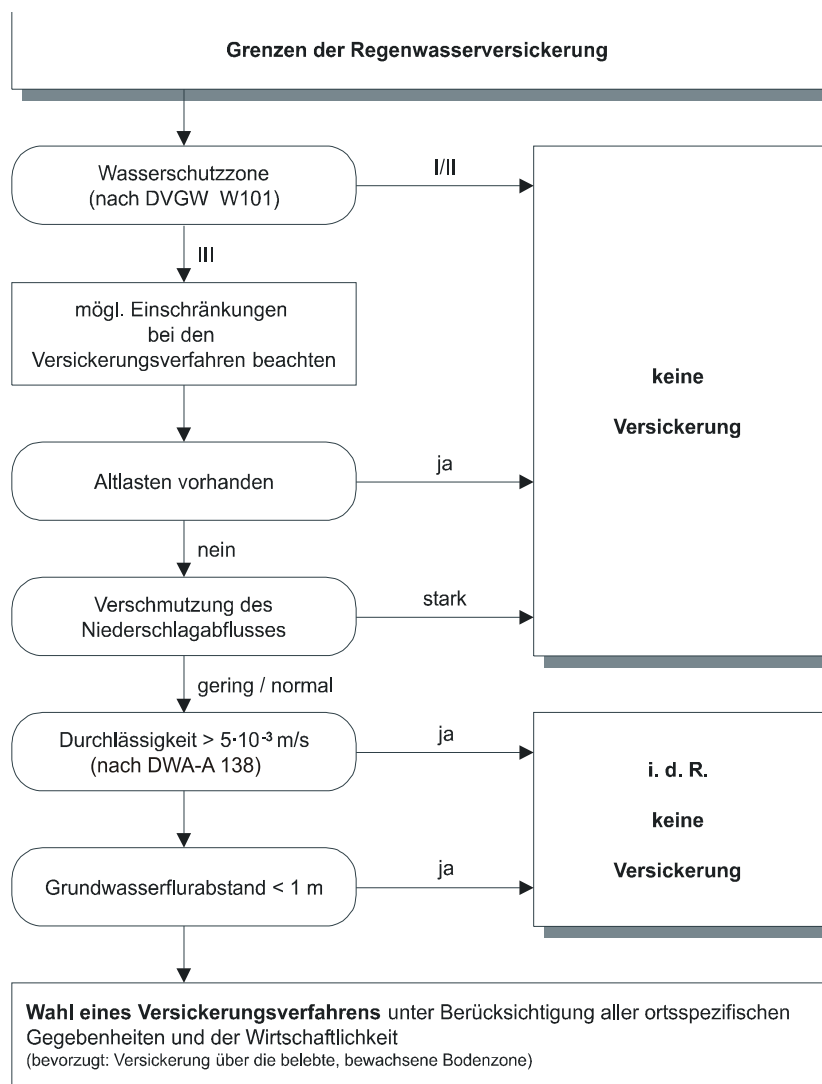 Grenzen der Regenwasserversickerung
Wasserschutzzone
(nach DVGW W101)
I/II
III
mögl. Einschränkungen
bei den
Versickerungsverfahren beachten
keine
Versickerung
Altlasten vorhanden
ja
nein
Verschmutzung des
Niederschlagabflusses
stark
gering / normal
Durchlässigkeit > 5·10⁻³ m/s
(nach DWA-A 138)
ja
i. d. R.
keine
Versickerung
Grundwasserflurabstand < 1 m
ja
Wahl eines Versickerungsverfahrens unter Berücksichtigung aller ortsspezifischen
Gegebenheiten und der Wirtschaftlichkeit
(bevorzugt: Versickerung über die belebte, bewachsene Bodenzone)